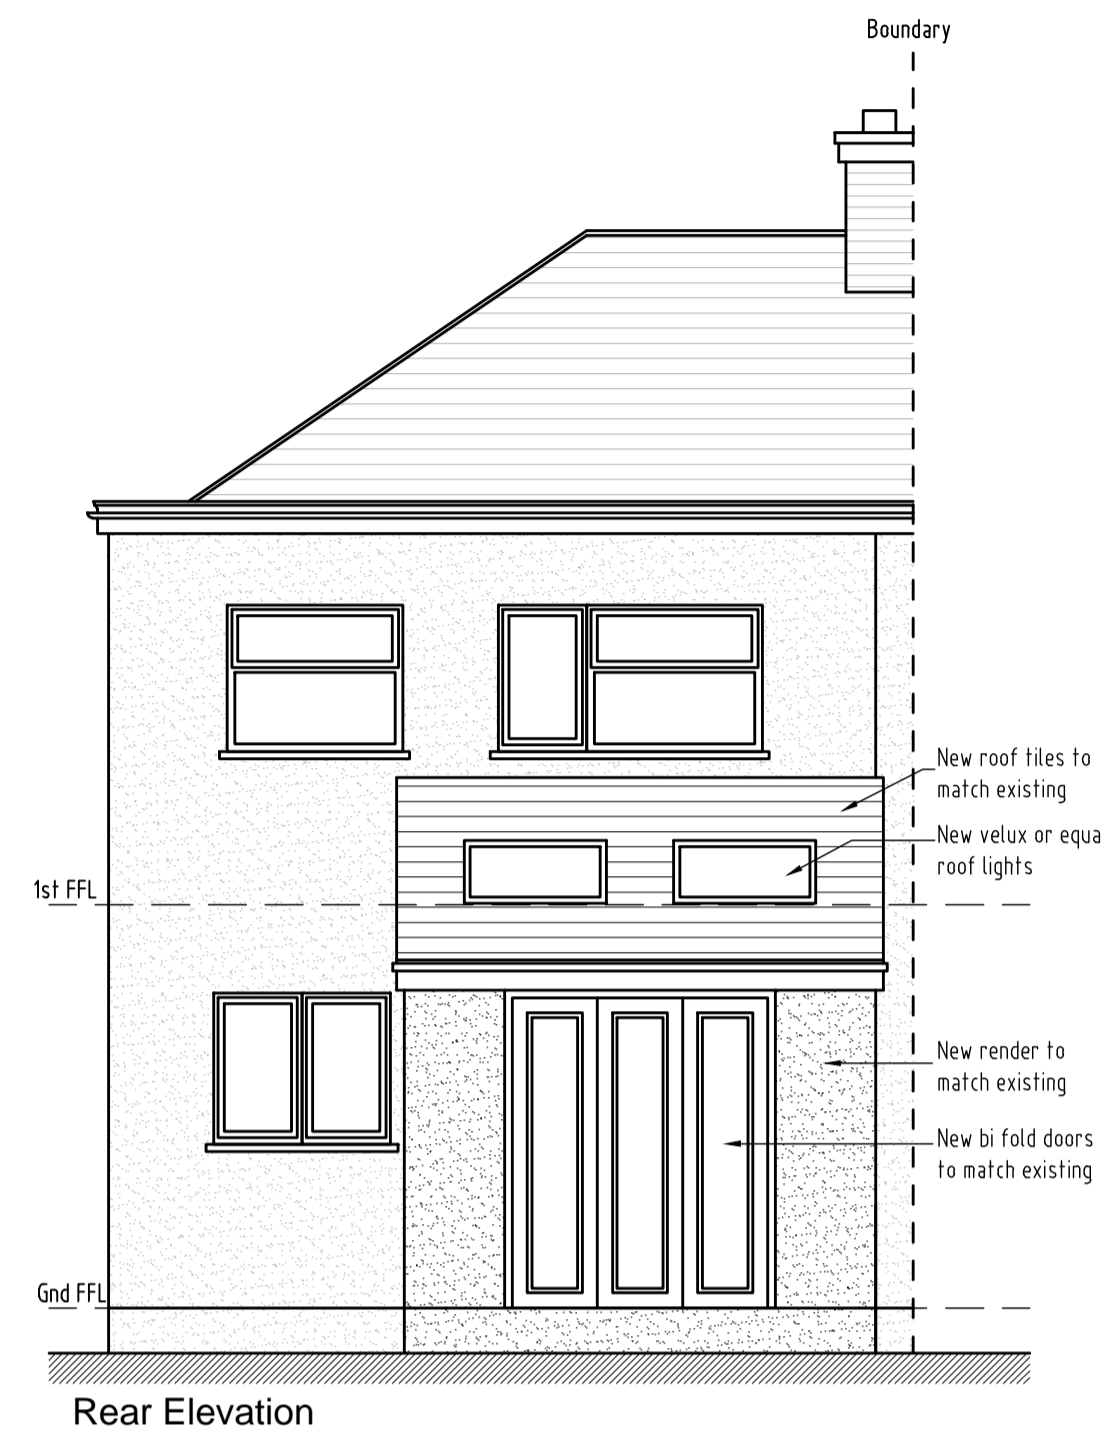 Boundary
New roof tiles to
match existing
New velux or equa
roof lights
1st FFL
New render to
match existing
New bi fold doors
to match existing
Gnd FFL
Rear Elevation